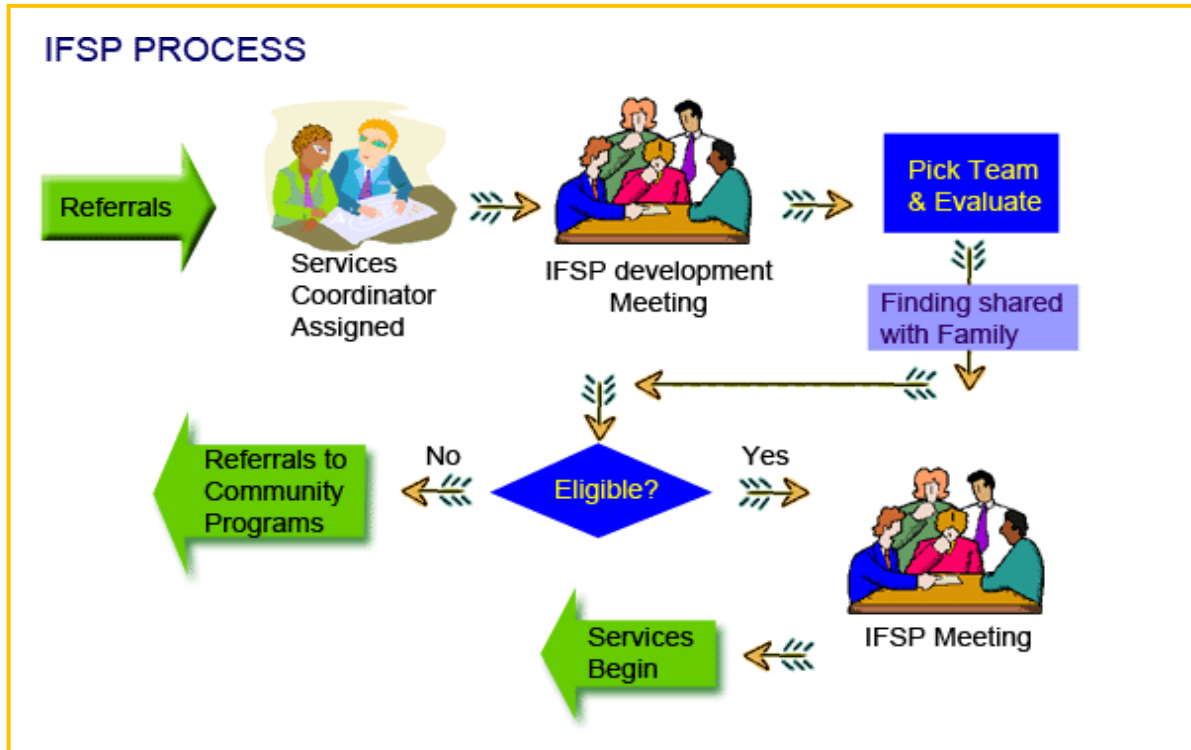 IFSP PROCESS
Referrals
Services
Coordinator
Assigned
IFSP development
Meeting
Pick Team
& Evaluate
Finding shared
with Family
Eligible?
No
Referrals to
Community
Programs
Yes
IFSP Meeting
Services
Begin